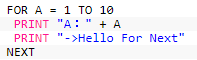 FOR A = 1 TO 10
PRINT "A：" + A
PRINT "->Hello For Next"
NEXT